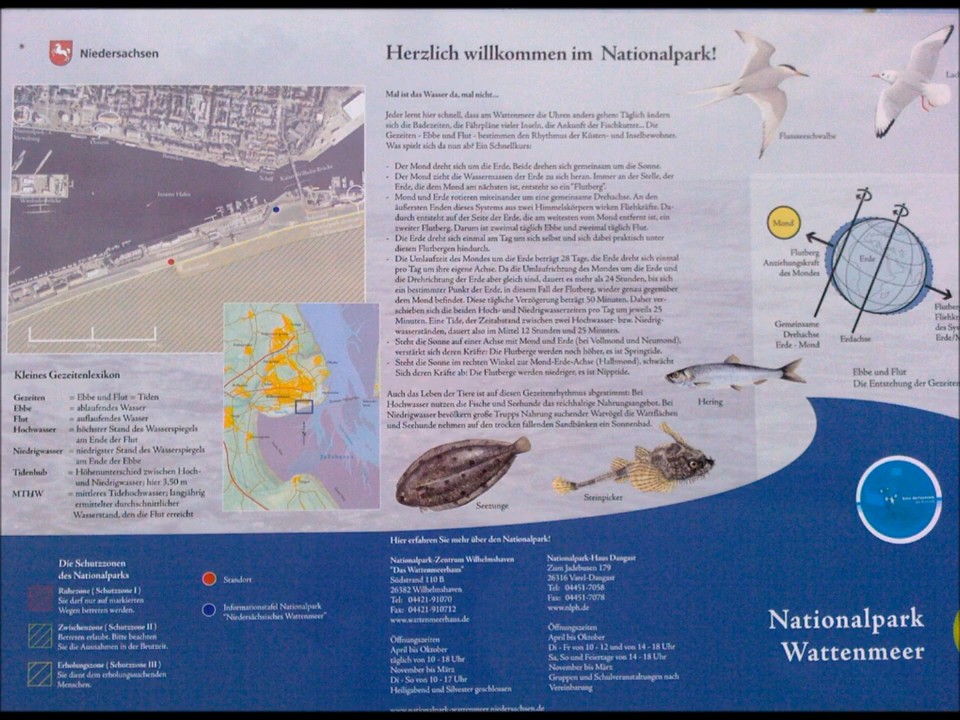 Niedersachsen
Herzlich willkommen im Nationalpark!
Mal ist das Wasser da, mal nicht...
Jeder lernt hier schnell, dass am Wattenmeer die Uhren anders gehen: Täglich ändern
sich die Badezeiten, die Fahrpläne vieler Inseln, die Ankunft der Fischkutter... Die
Gezeiten - Ebbe und Flut - bestimmen den Rhythmus der Küsten- und Inselbewohner.
Was spielt sich da nun ab? Ein Schnellkurs:
- Der Mond dreht sich um die Erde. Beide drehen sich gemeinsam um die Sonne.
- Der Mond zieht die Wassermassen der Erde zu sich heran. Immer an der Stelle, der
Erde, die dem Mond am nächsten ist, entsteht so ein "Flutberg".
- Mond und Erde rotieren miteinander um eine gemeinsame Drehachse. An den
äußersten Enden dieses Systems aus zwei Himmelskörpern wirken Fliehkräfte. Da-
durch entsteht auf der Seite der Erde, die am weitesten vom Mond entfernt ist, ein
zweiter Flutberg. Darum ist zweimal täglich Ebbe und zweimal täglich Flut.
- Die Erde dreht sich einmal am Tag um sich selbst und sich dabei praktisch unter
diesen Flutbergen hindurch.
- Die Umlaufzeit des Mondes um die Erde beträgt 28 Tage, die Erde dreht sich einmal
pro Tag um ihre eigene Achse. Da die Umlaufrichtung des Mondes um die Erde und
die Drehrichtung der Erde aber gleich sind, dauert es mehr als 24 Stunden, bis sich
ein bestimmter Punkt der Erde, in diesem Fall der Flutberg, wieder genau gegenüber
dem Mond befindet. Diese tägliche Verzögerung beträgt 50 Minuten. Daher ver-
schieben sich die beiden Hoch- und Niedrigwasserzeiten pro Tag um jeweils 25
Minuten. Eine Tide, der Zeitabstand zwischen zwei Hochwasser- bzw. Niedrig-
wasserständen, dauert also im Mittel 12 Stunden und 25 Minuten.
- Steht die Sonne auf einer Achse mit Mond und Erde (bei Vollmond und Neumond),
verstärkt sich deren Kräfte: Die Flutberge werden noch höher, es ist Springtide.
- Steht die Sonne im rechten Winkel zur Mond-Erde-Achse (Halbmond), schwächt
Sich deren Kräfte ab: Die Flutberge werden niedriger, es ist Nipptide.
Auch das Leben der Tiere ist auf diesen Gezeitenrhythmus abgestimmt: Bei
Hochwasser nutzen die Fische und Seehunde das reichhaltige Nahrungsangebot. Bei
Niedrigwasser bevölkern große Trupps Nahrung suchender Watvögel die Wattflächen
und Seehunde nehmen auf den trocken fallenden Sandbänken ein Sonnenbad.
Flussseeschwalbe
Mond
Erde
Flutberg
Anziehungskraft
des Mondes
Gemeinsame
Drehachse
Erde - Mond
Erdachse
Ebbe und Flut
Die Entstehung der Gezeiten
Hering
Seezunge
Steinpicker
Innerer Hafen
Jadebusen
Kleines Gezeitenlexikon
Gezeiten = Ebbe und Flut = Tiden
Ebbe = ablaufendes Wasser
Flut = auflaufendes Wasser
Hochwasser = höchster Stand des Wasserspiegels
am Ende der Flut
Niedrigwasser = niedrigster Stand des Wasserspiegels
am Ende der Ebbe
Tidenhub = Höhenunterschied zwischen Hoch-
und Niedrigwasser; hier 3,50 m
MTHW = mittleres Tidehochwasser; langjährig
ermittelter durchschnittlicher
Wasserstand, den die Flut erreicht
Die Schutzzonen
des Nationalparks
Ruhezone ( Schutzzone I )
Sie darf nur auf markierten
Wegen betreten werden.
Zwischenzone ( Schutzzone II )
Betreten erlaubt. Bitte beachten
Sie die Ausnahmen in der Brutzeit.
Erholungszone ( Schutzzone III )
Sie dient dem erholungssuchenden
Menschen.
Standort
Informationstafel Nationalpark
"Niedersächsisches Wattenmeer"
Hier erfahren Sie mehr über den Nationalpark!
Nationalpark-Zentrum Wilhelmshaven
"Das Wattenmeerhaus"
Südstrand 110 B
26382 Wilhelmshaven
Tel: 04421-91070
Fax: 04421-910712
www.wattenmeerhaus.de
Öffnungszeiten
April bis Oktober
täglich von 10 - 18 Uhr
November bis März
Di - So von 10 - 17 Uhr
Heiligabend und Silvester geschlossen
www.nationalpark-wattenmeer.niedersachsen.de
Nationalpark-Haus Dangast
Zum Jadebusen 179
26316 Varel-Dangast
Tel: 04451-7058
Fax: 04451-7078
www.nlph.de
Öffnungszeiten
April bis Oktober
Di - Fr von 10 - 12 und von 14 - 18 Uhr
Sa, So und Feiertage von 14 - 18 Uhr
November bis März
Gruppen und Schulveranstaltungen nach
Vereinbarung
Nationalpark
Wattenmeer